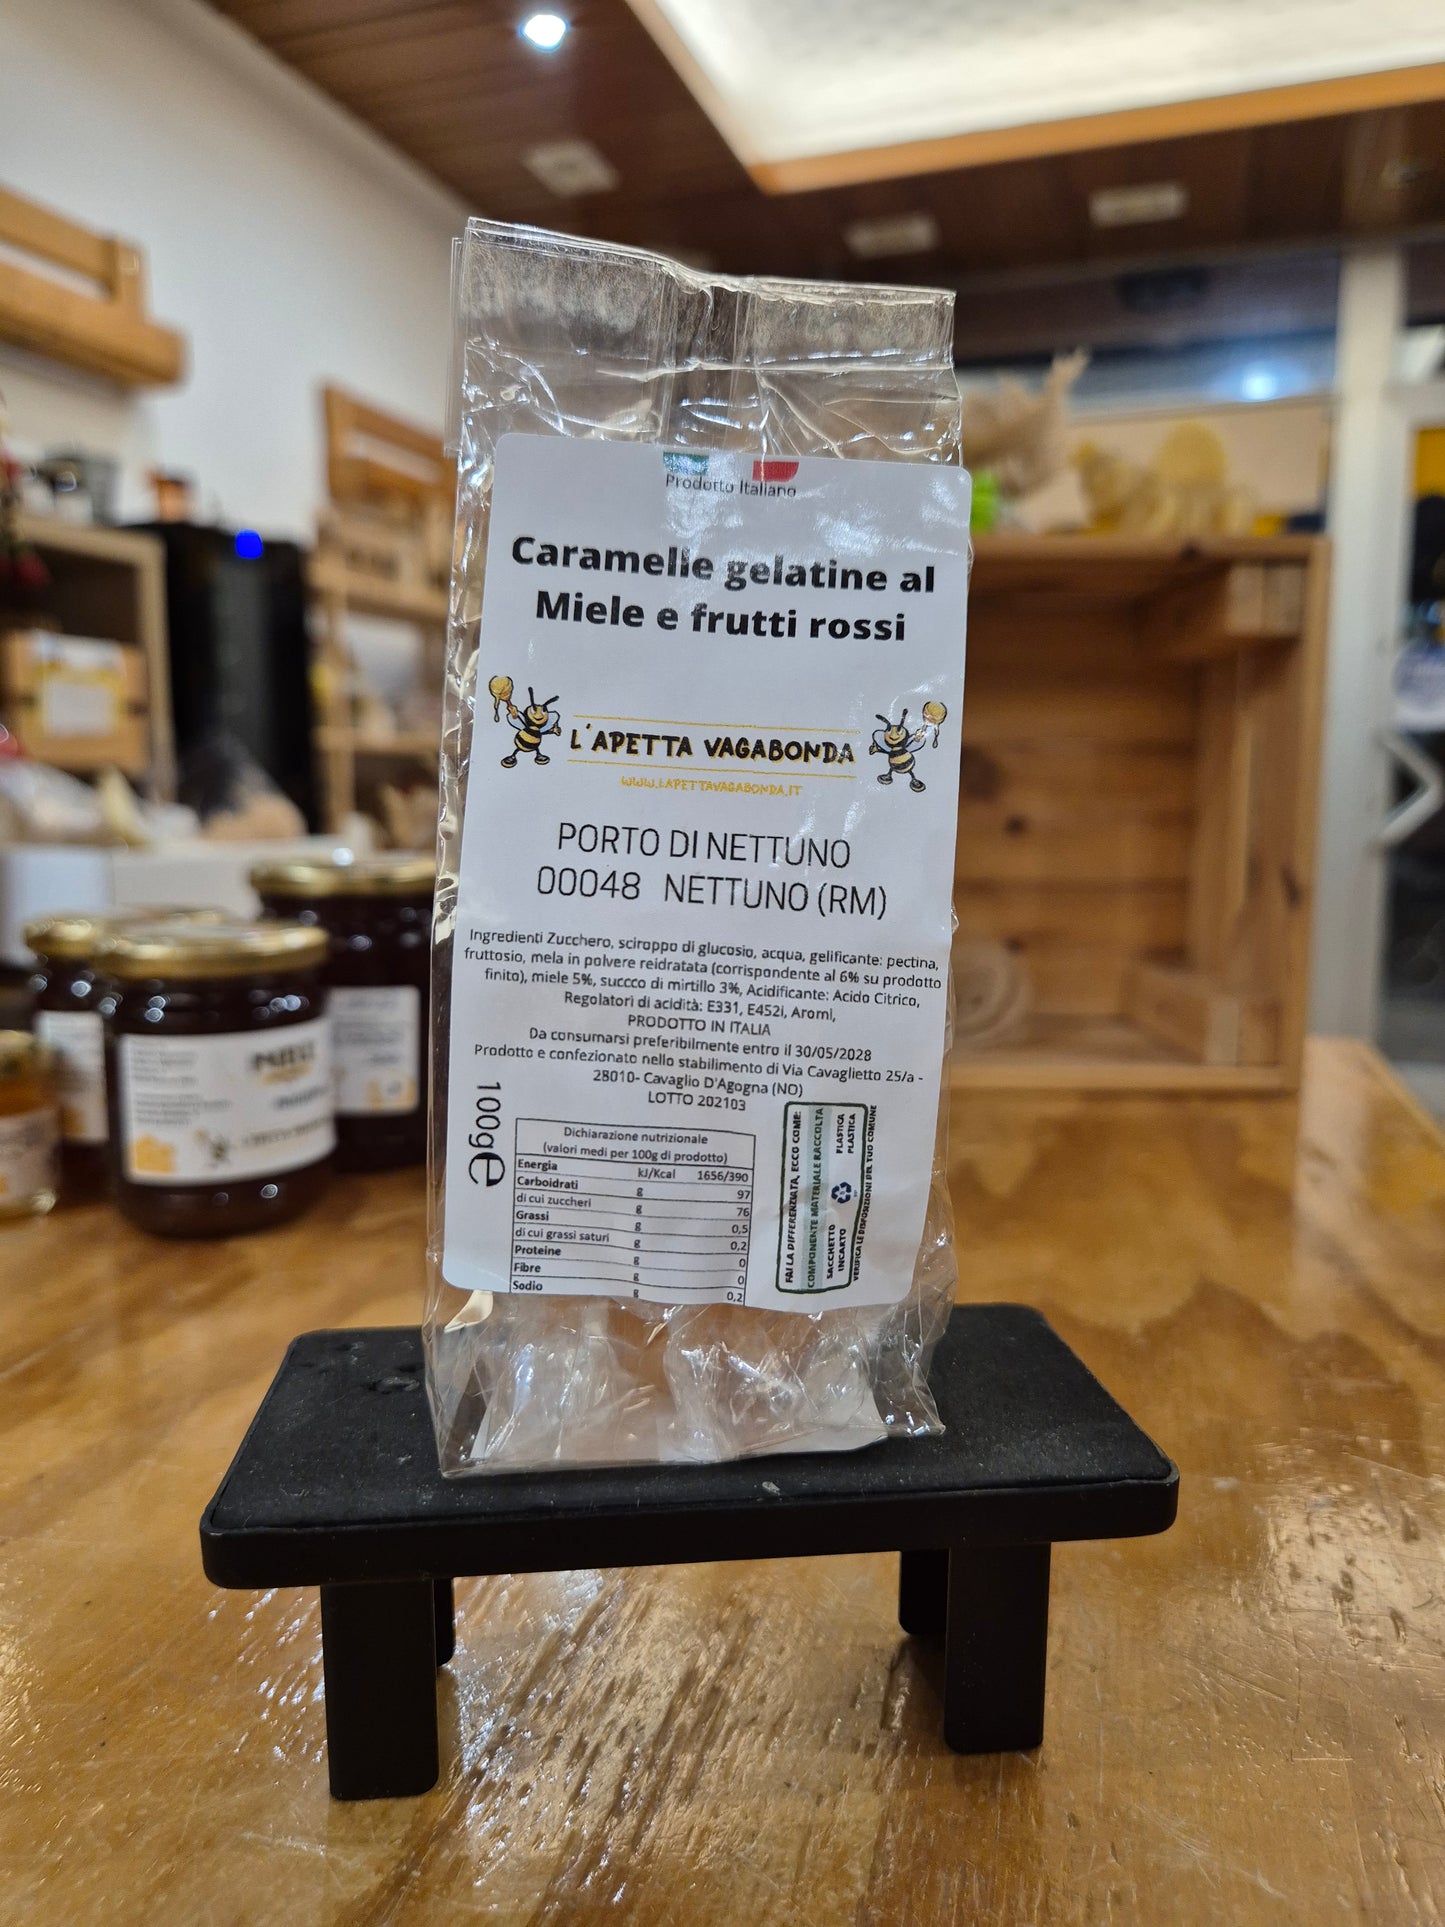 Prodotto Italiano
Caramelle gelatine al
Miele e frutti rossi
L'APETTA VAGABONDA
WWW.LAPETTAVAGABONDA.IT
PORTO DI NETTUNO
00048 NETTUNO (RM)
Ingredienti Zucchero, sciroppo di glucosio, acqua, gelificante: pectina,
fruttosio, mela in polvere reidratata (corrispondente al 6% su prodotto
finito), miele 5%, succco di mirtillo 3%, Acidificante: Acido Citrico,
Regolatori di acidità: E331, E452i, Aromi,
PRODOTTO IN ITALIA
Da consumarsi preferibilmente entro il 30/05/2028
Prodotto e confezionato nello stabilimento di Via Cavaglietto 25/a -
28010- Cavaglio D'Agogna (NO)
LOTTO 202103
100g e
Dichiarazione nutrizionale
(valori medi per 100g di prodotto)
Energia kJ/Kcal 1656/390
Carboidrati g 97
di cui zuccheri g 76
Grassi g 0,5
di cui grassi saturi g 0,2
Proteine g 0
Fibre g 0
Sodio g 0,2
FAI LA DIFFERENZIATA, ECCO COME:
COMPONENTE MATERIALE RACCOLTA
SACCHETTO PLASTICA
INCARTO PLASTICA
VERIFICA LE DISPOSIZIONI DEL TUO COMUNE
MIELE